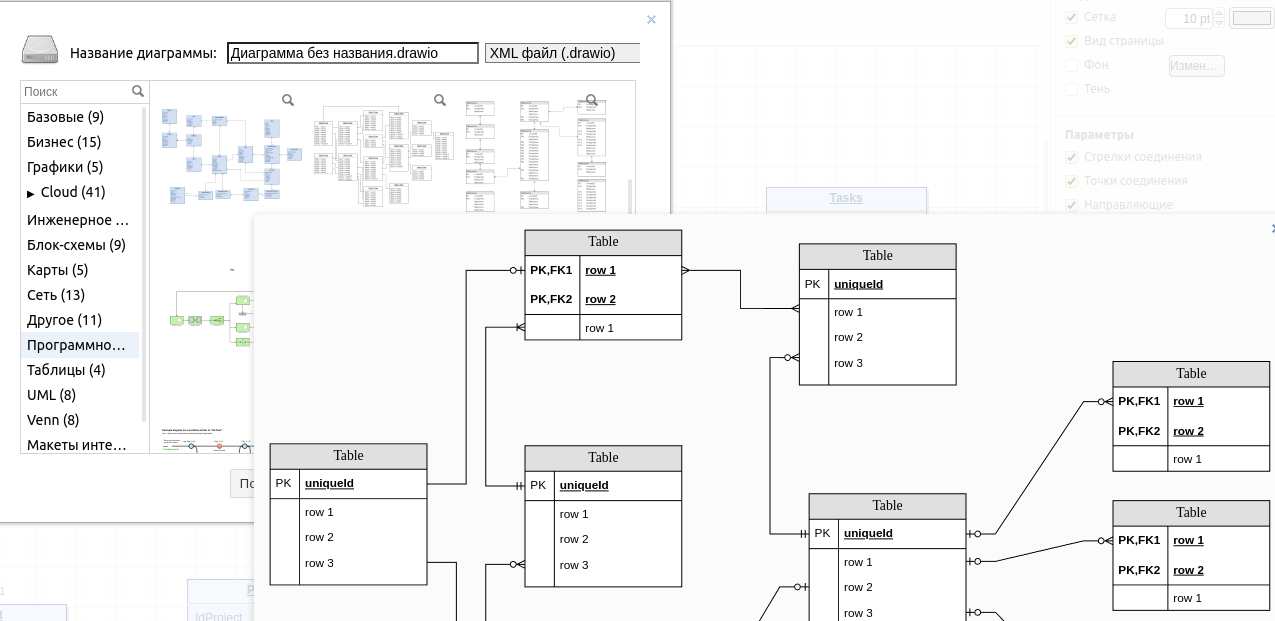 Название диаграммы:
Диаграмма без названия.drawio
XML файл (.drawio)
Поиск
Базовые (9)
Бизнес (15)
Графики (5)
Cloud (41)
Инженерное ...
Блок-схемы (9)
Карты (5)
Сеть (13)
Другое (11)
Программно...
Таблицы (4)
UML (8)
Venn (8)
Макеты инте...
По
Сетка
10 pt
Вид страницы
Фон
Измен...
Тень
Параметры
Стрелки соединения
Точки соединения
Направляющие
Tasks
Table
PK,FK1 row 1
PK,FK2 row 2
row 1
Table
PK uniqueId
row 1
row 2
row 3
Table
PK,FK1 row 1
PK,FK2 row 2
row 1
Table
PK uniqueId
row 1
row 2
row 3
Table
PK uniqueId
row 1
row 2
row 3
Table
PK uniqueId
row 1
row 2
row 3
Table
PK,FK1 row 1
PK,FK2 row 2
row 1
P
IdProject